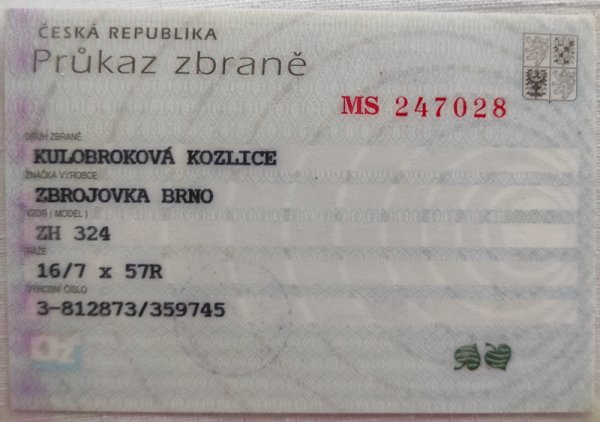 ČESKÁ REPUBLIKA
Průkaz zbraně
MS 247028
DRUH ZBRANĚ
KULOBROKOVÁ KOZLICE
ZNAČKA VÝROBCE
ZBROJOVKA BRNO
VZOR ( MODEL )
ZH 324
RÁŽE
16/7 x 57R
VÝROBNÍ ČÍSLO
3-812873/359745